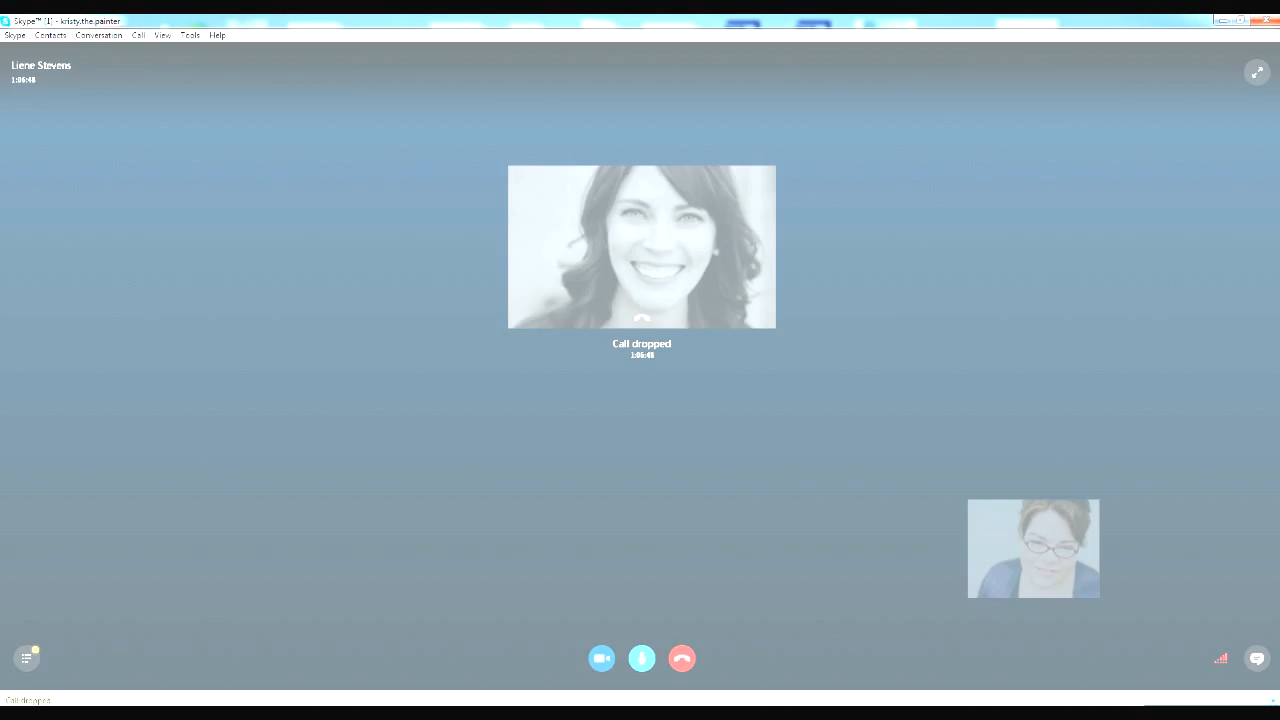 Skype™ [1] - kristy.the.painter
Skype Contacts Conversation Call View Tools Help
Liene Stevens
1:06:48
Call dropped
1:06:48
Call dropped